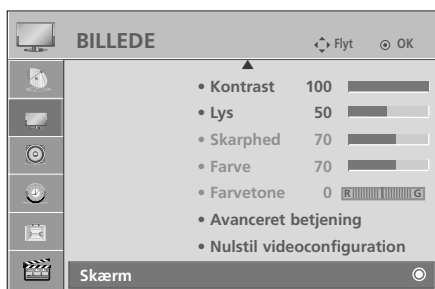 BILLEDE Flyt OK
• Kontrast 100
• Lys 50
• Skarphed 70
• Farve 70
• Farvetone 0 R G
• Avanceret betjening
• Nulstil videoconfiguration
Skærm